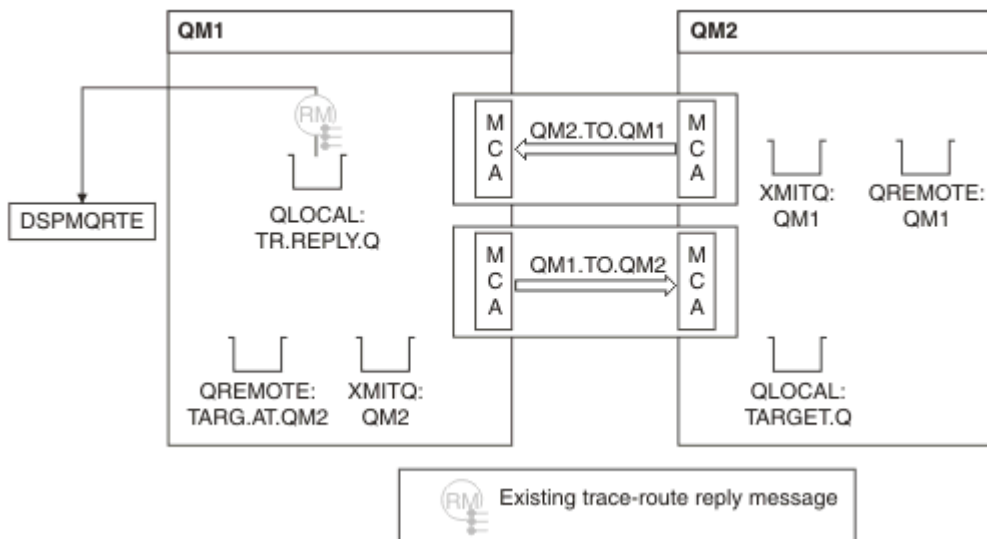 QM1
QM2
RM
M
C
A
QM2.TO.QM1
M
C
A
DSPMQRTE
QLOCAL:
TR.REPLY.Q
XMITQ:
QM1
QREMOTE:
QM1
M
C
A
QM1.TO.QM2
M
C
A
QREMOTE:
TARG.AT.QM2
XMITQ:
QM2
QLOCAL:
TARGET.Q
RM
Existing trace-route reply message